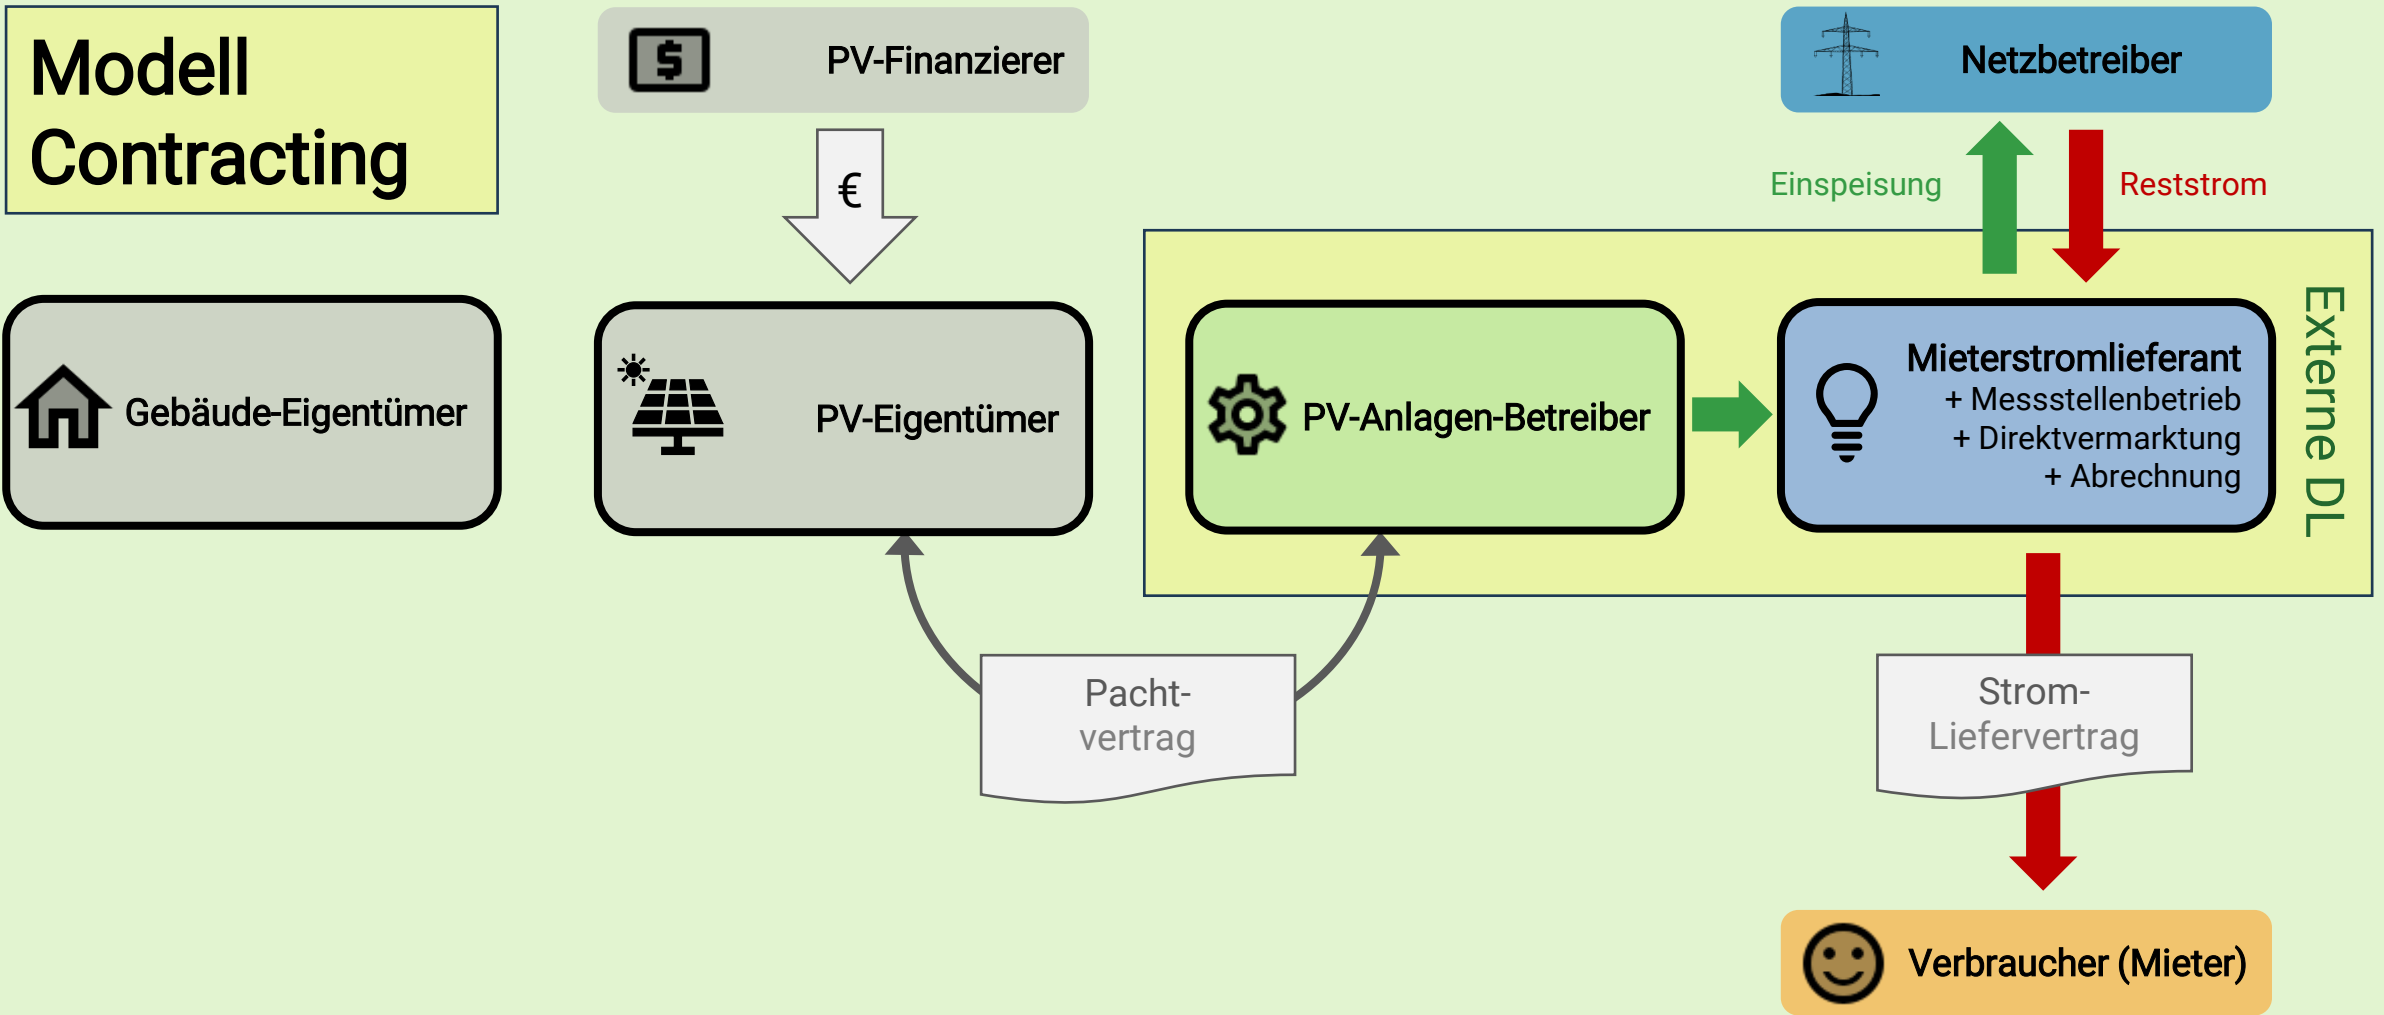 Modell
Contracting
PV-Finanzierer
Netzbetreiber
€
Einspeisung
Reststrom
Gebäude-Eigentümer
PV-Eigentümer
PV-Anlagen-Betreiber
Mieterstromlieferant
+ Messstellenbetrieb
+ Direktvermarktung
+ Abrechnung
Externe DL
Pacht-
vertrag
Strom-
Liefervertrag
Verbraucher (Mieter)